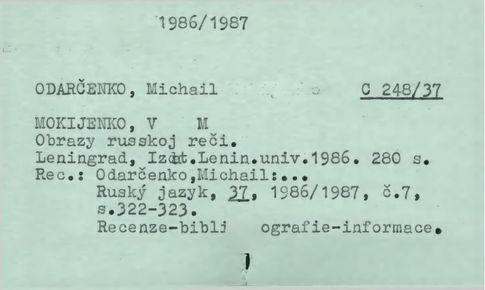 1986/1987
ODARČENKO, Michail C 248/37
MOKIJENKO, V M
Obrazy russkoj reči.
Leningrad, Izdat.Lenin.univ.1986. 280 s.
Rec.: Odarčenko,Michail:...
Ruský jazyk, 37, 1986/1987, č.7,
s.322-323.
Recenze-bibli ografie-informace.